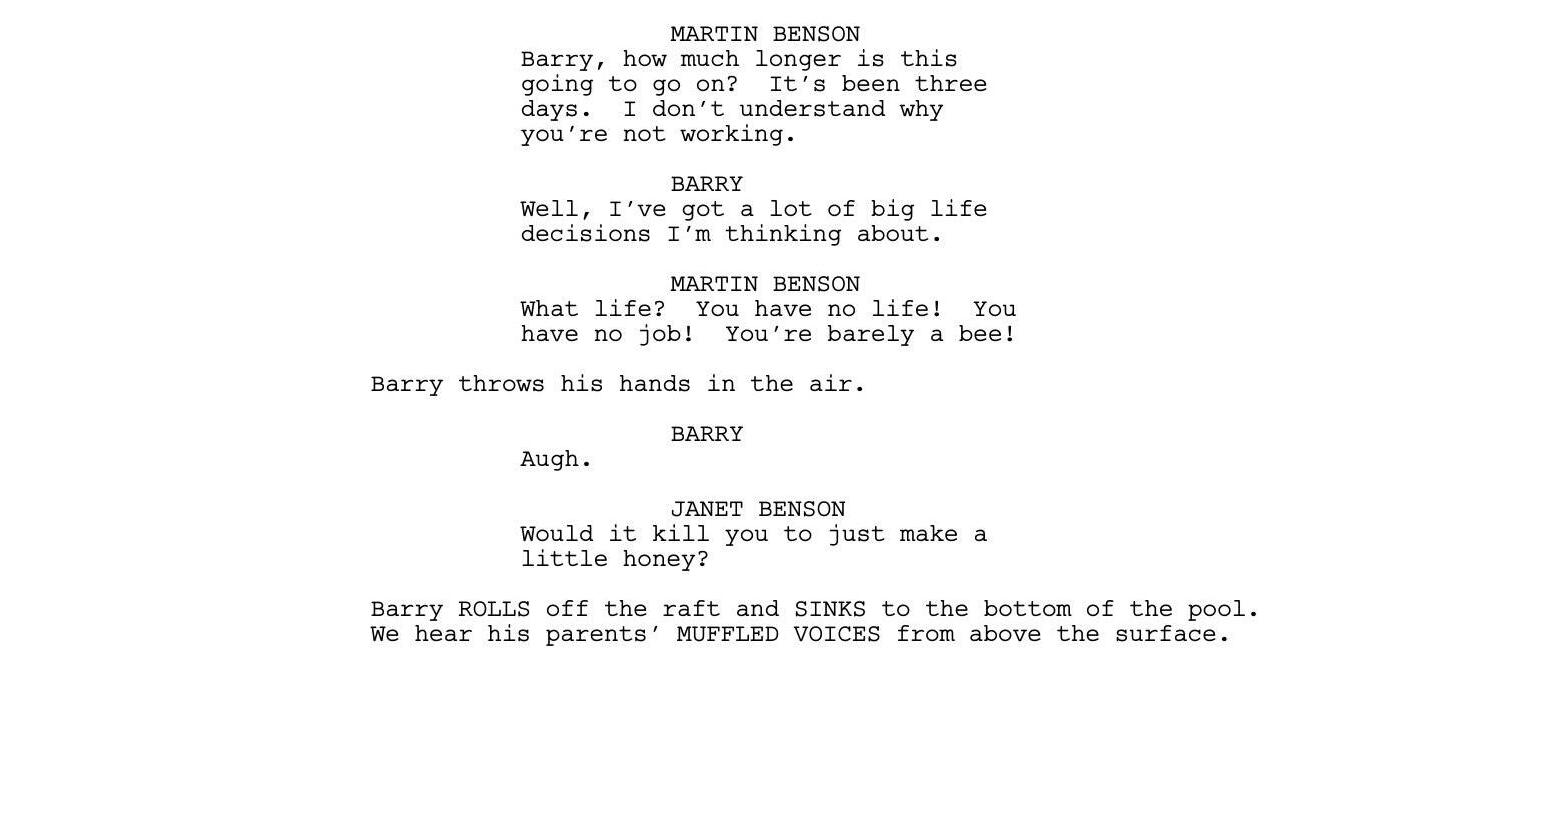 MARTIN BENSON
Barry, how much longer is this
going to go on?  It’s been three
days.  I don’t understand why
you’re not working.
BARRY
Well, I’ve got a lot of big life
decisions I’m thinking about.
MARTIN BENSON
What life?  You have no life!  You
have no job!  You’re barely a bee!
Barry throws his hands in the air.
BARRY
Augh.
JANET BENSON
Would it kill you to just make a
little honey?
Barry ROLLS off the raft and SINKS to the bottom of the pool.
We hear his parents’ MUFFLED VOICES from above the surface.